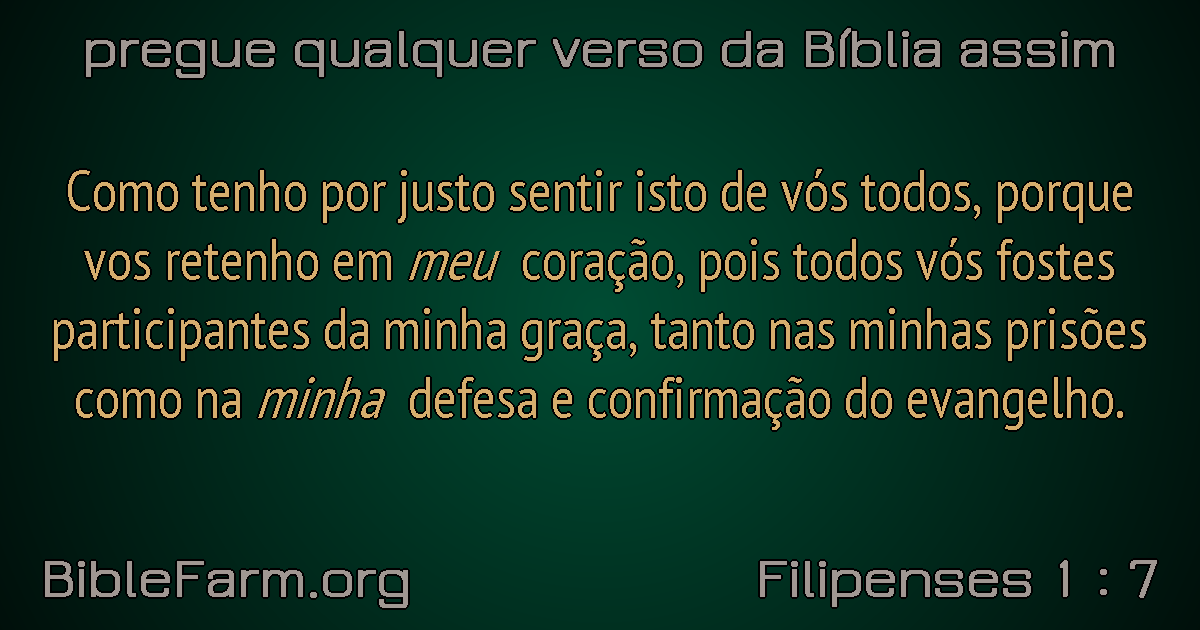 pregue qualquer verso da Bíblia assim
Como tenho por justo sentir isto de vós todos, porque
vos retenho em meu coração, pois todos vós fostes
participantes da minha graça, tanto nas minhas prisões
como na minha defesa e confirmação do evangelho.
BibleFarm.org
Filipenses 1 : 7